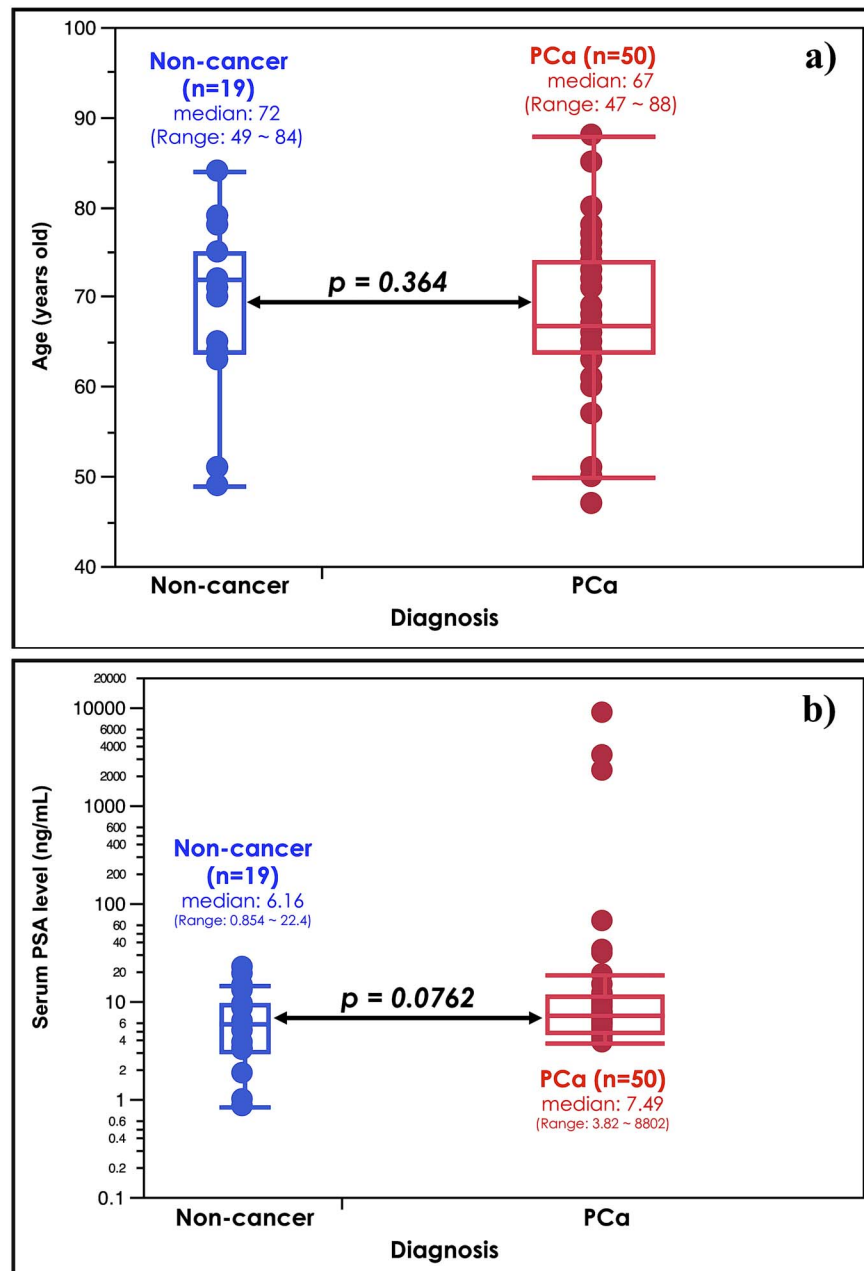 a)
Non-cancer
(n=19)
median: 72
(Range: 49 ~ 84)
PCa (n=50)
median: 67
(Range: 47 ~ 88)
p = 0.364
Age (years old)
100
90
80
70
60
50
40
Non-cancer
PCa
Diagnosis
b)
Non-cancer
(n=19)
median: 6.16
(Range: 0.854 ~ 22.4)
p = 0.0762
PCa (n=50)
median: 7.49
(Range: 3.82 ~ 8802)
Serum PSA level (ng/mL)
20000
10000
6000
4000
2000
1000
600
400
200
100
60
40
20
10
6
4
2
1
0.6
0.4
0.2
0.1
Non-cancer
PCa
Diagnosis